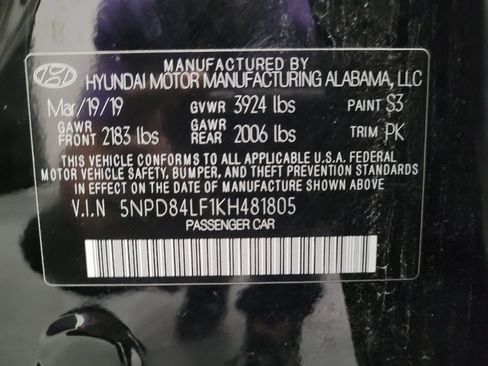 MANUFACTURED BY
HYUNDAI MOTOR MANUFACTURING ALABAMA, LLC
Mar/19/19 GVWR 3924 lbs PAINT S3
GAWR FRONT 2183 lbs GAWR REAR 2006 lbs TRIM PK
THIS VEHICLE CONFORMS TO ALL APPLICABLE U.S.A. FEDERAL
MOTOR VEHICLE SAFETY, BUMPER, AND THEFT PREVENTION STANDARDS
IN EFFECT ON THE DATE OF MANUFACTURE SHOWN ABOVE.
V.I.N 5NPD84LF1KH481805
PASSENGER CAR